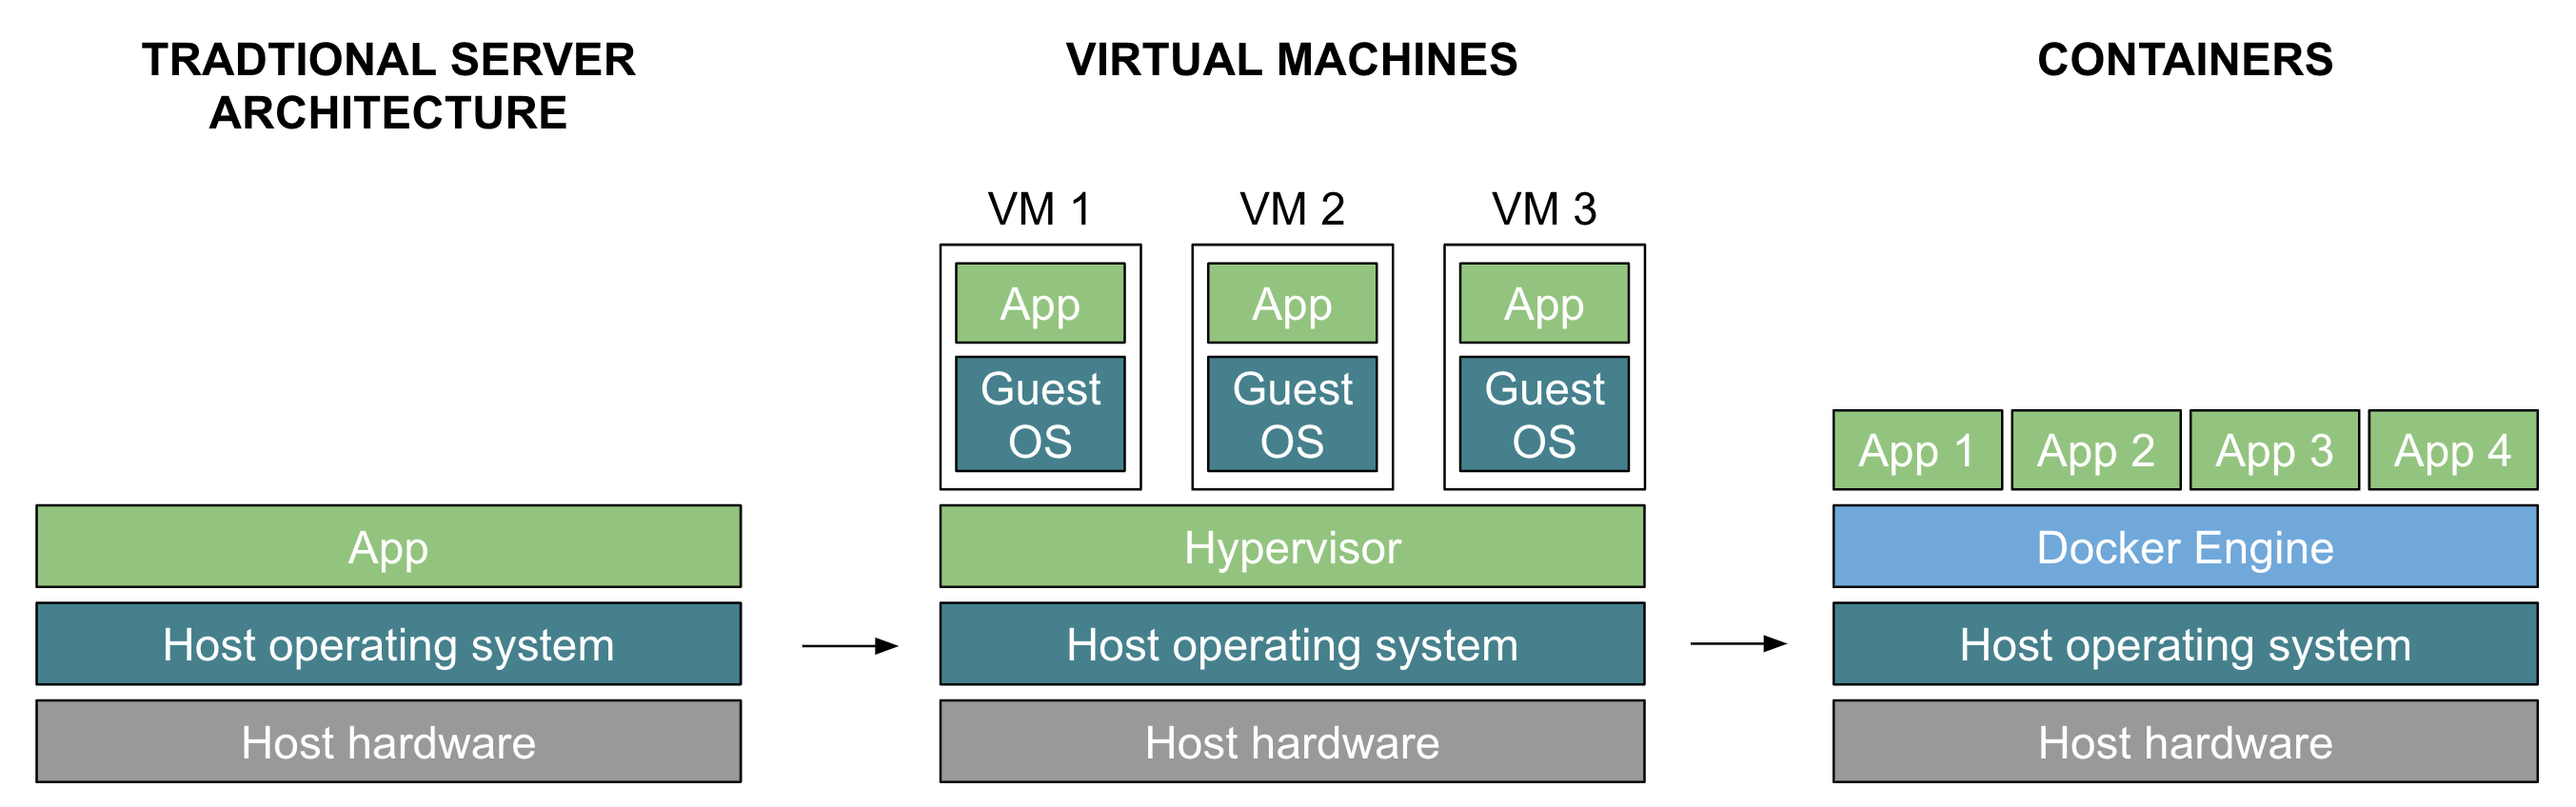 TRADTIONAL SERVER
ARCHITECTURE
App
Host operating system
Host hardware
VIRTUAL MACHINES
VM 1
VM 2
VM 3
App
App
App
Guest
OS
Guest
OS
Guest
OS
Hypervisor
Host operating system
Host hardware
CONTAINERS
App 1
App 2
App 3
App 4
Docker Engine
Host operating system
Host hardware